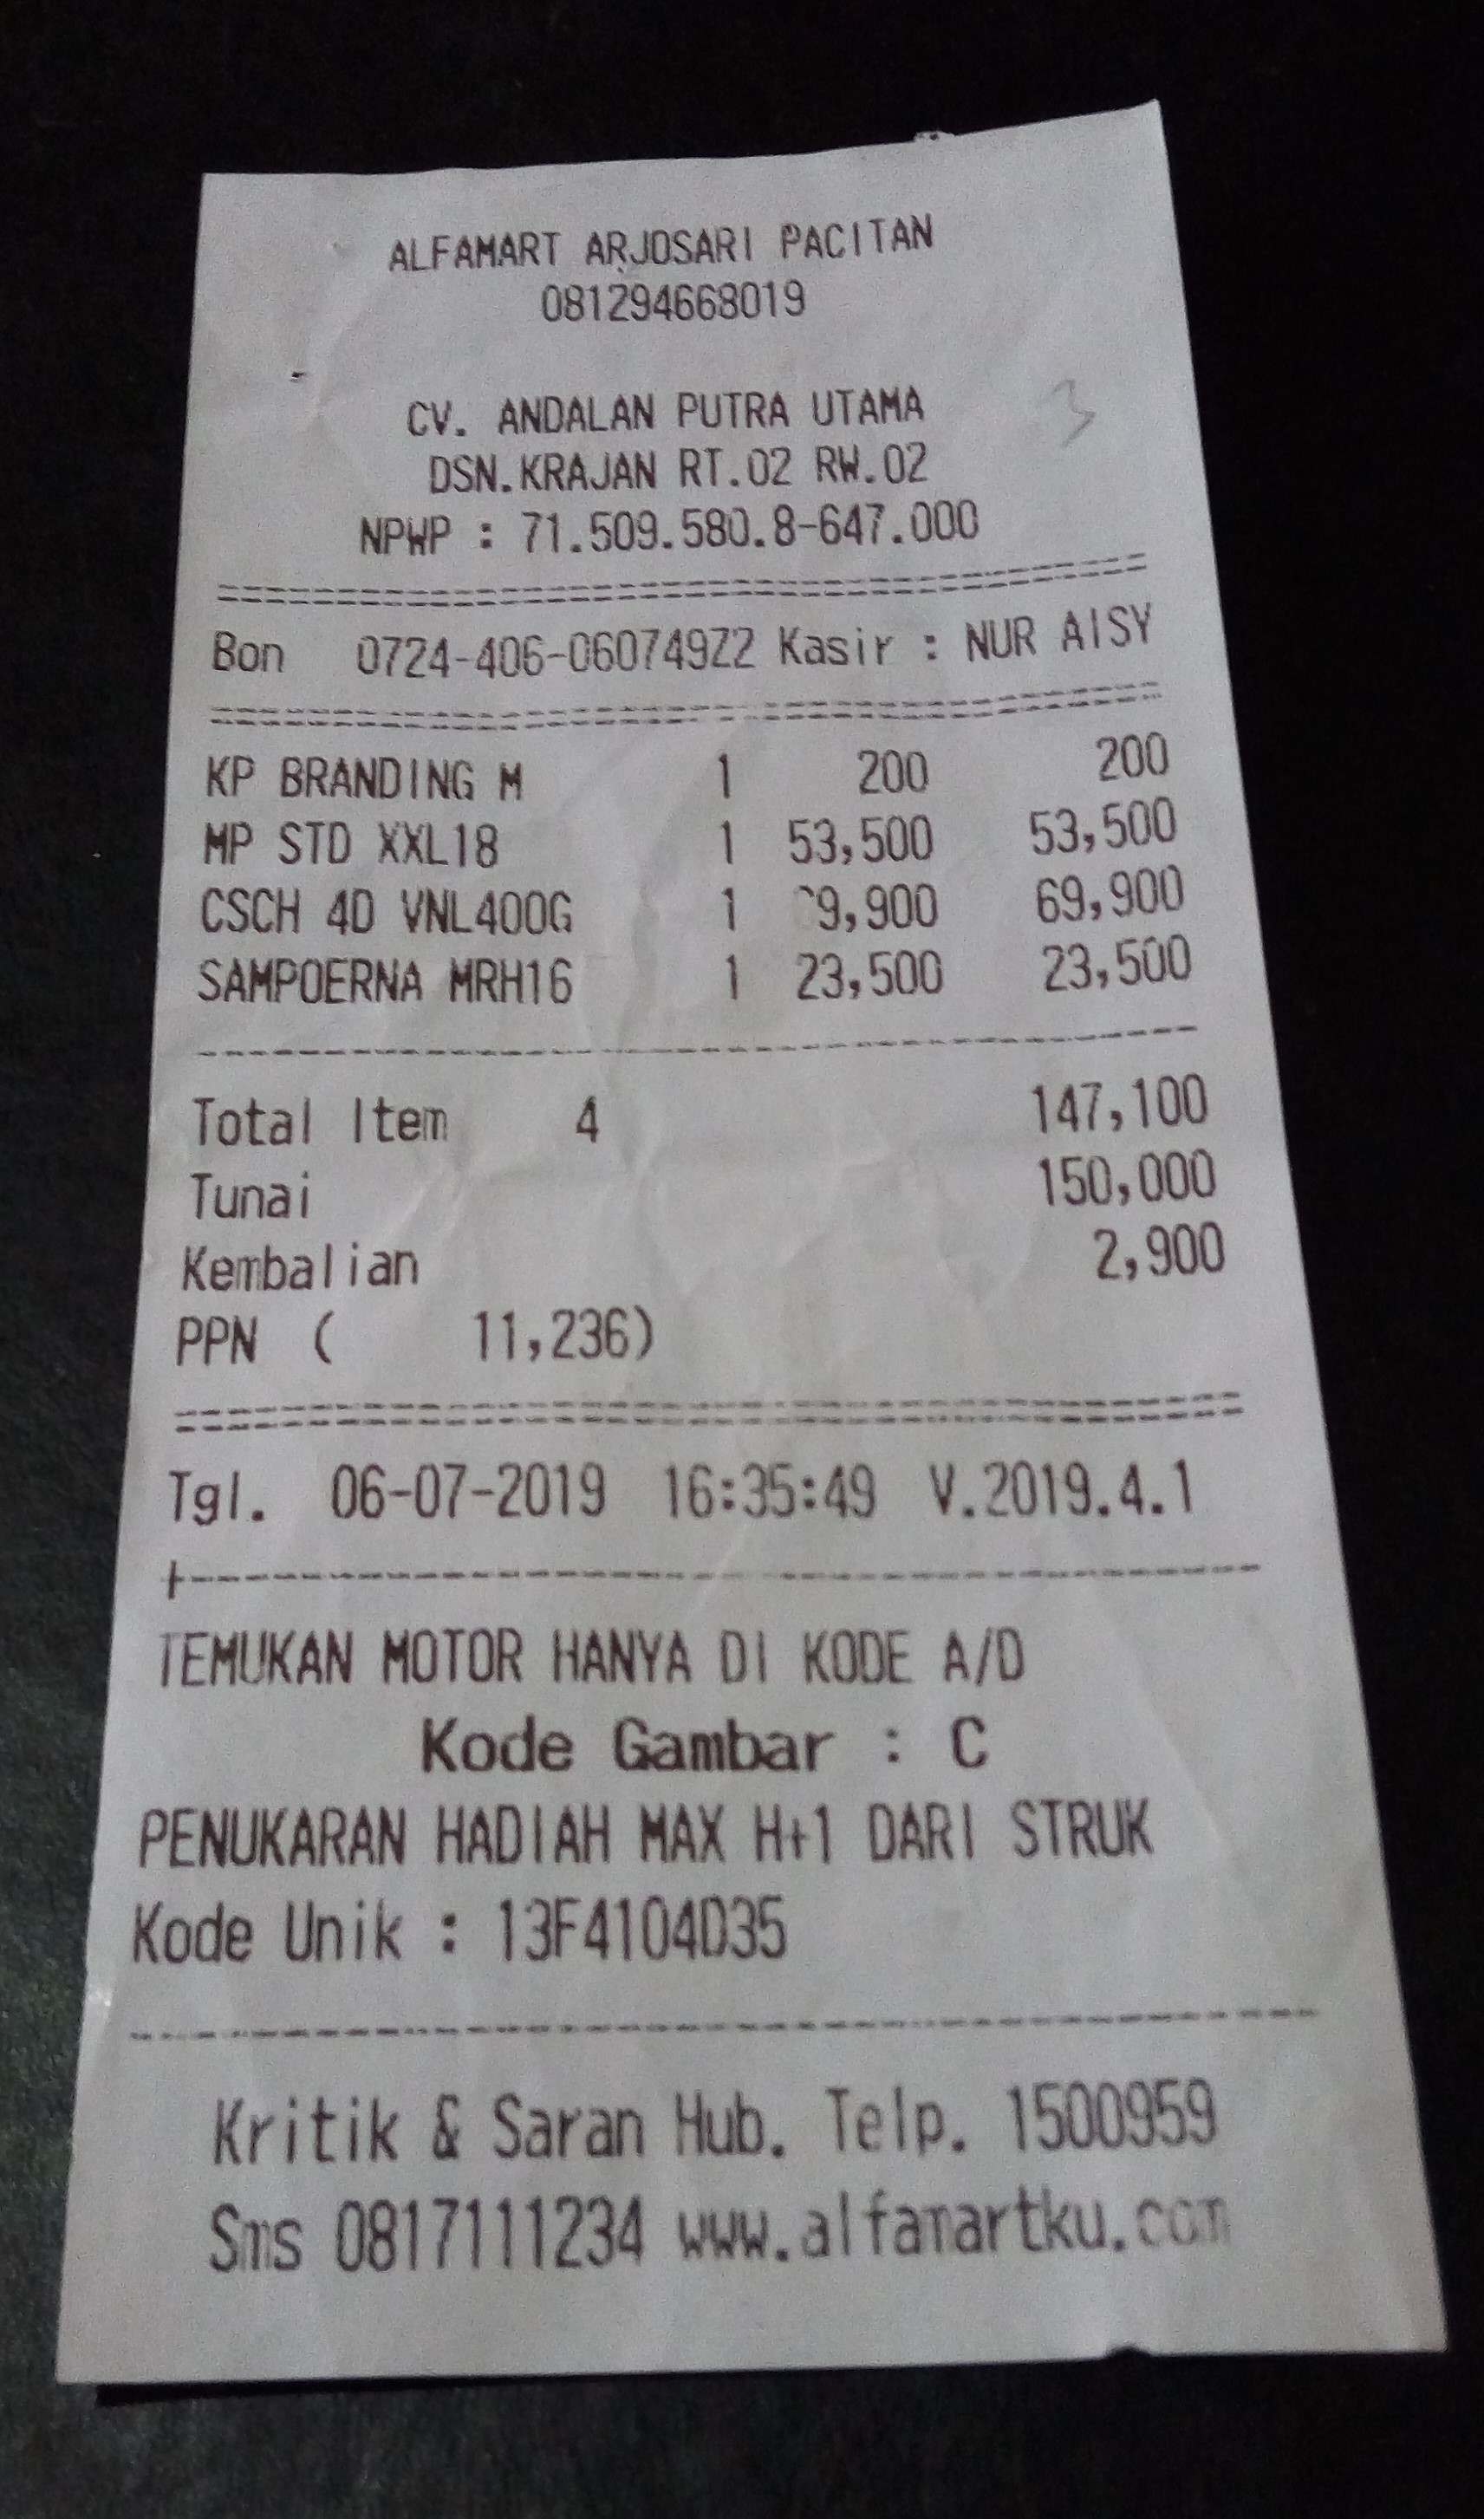 ALFAMART ARJOSARI PACITAN
081294668019
3
CV. ANDALAN PUTRA UTAMA
DSN.KRAJAN RT.02 RW.02
NPWP : 71.509.580.8-647.000
Bon 0724-406-060749Z2 Kasir : NUR AISY
KP BRANDING M 1 200 200
MP STD XXL18 1 53,500 53,500
CSCH 4D VNL400G 1 69,900 69,900
SAMPOERNA MRH16 1 23,500 23,500
Total Item 4 147,100
Tunai 150,000
Kembalian 2,900
PPN ( 11,236)
Tgl. 06-07-2019 16:35:49 V.2019.4.1
TEMUKAN MOTOR HANYA DI KODE A/D
Kode Gambar : C
PENUKARAN HADIAH MAX H+1 DARI STRUK
Kode Unik : 13F4104D35
Kritik & Saran Hub. Telp. 1500959
Sms 0817111234 www.alfamartku.com